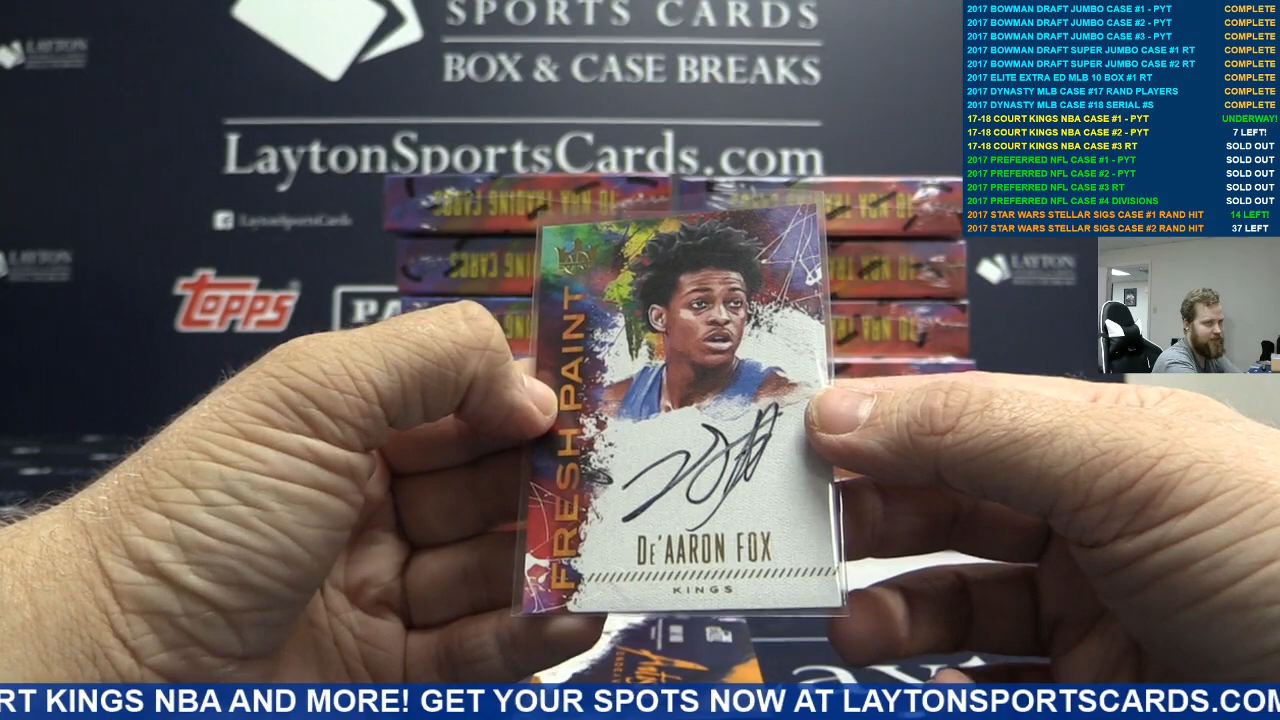 SPORTS CARDS
BOX & CASE BREAKS
LaytonSportsCards.com
LaytonSportsCards
LAYTON
topps
PA
LAYTON
FRESH PAINT
De'AARON FOX
KINGS
2017 BOWMAN DRAFT JUMBO CASE #1 - PYT COMPLETE
2017 BOWMAN DRAFT JUMBO CASE #2 - PYT COMPLETE
2017 BOWMAN DRAFT JUMBO CASE #3 - PYT COMPLETE
2017 BOWMAN DRAFT SUPER JUMBO CASE #1 RT COMPLETE
2017 BOWMAN DRAFT SUPER JUMBO CASE #2 RT COMPLETE
2017 ELITE EXTRA ED MLB 10 BOX #1 RT COMPLETE
2017 DYNASTY MLB CASE #17 RAND PLAYERS COMPLETE
2017 DYNASTY MLB CASE #18 SERIAL #S COMPLETE
17-18 COURT KINGS NBA CASE #1 - PYT UNDERWAY!
17-18 COURT KINGS NBA CASE #2 - PYT 7 LEFT!
17-18 COURT KINGS NBA CASE #3 RT SOLD OUT
2017 PREFERRED NFL CASE #1 - PYT SOLD OUT
2017 PREFERRED NFL CASE #2 - PYT SOLD OUT
2017 PREFERRED NFL CASE #3 RT SOLD OUT
2017 PREFERRED NFL CASE #4 DIVISIONS SOLD OUT
2017 STAR WARS STELLAR SIGS CASE #1 RAND HIT 14 LEFT!
2017 STAR WARS STELLAR SIGS CASE #2 RAND HIT 37 LEFT
RT KINGS NBA AND MORE! GET YOUR SPOTS NOW AT LAYTONSPORTSCARDS.COM